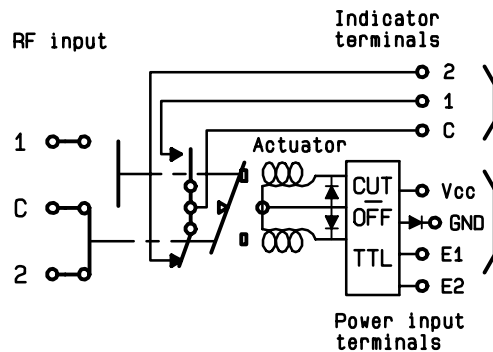 Indicator
terminals
RF input
2
1
C
1
C
2
Actuator
CUT
OFF
TTL
Vcc
GND
E1
E2
Power input
terminals